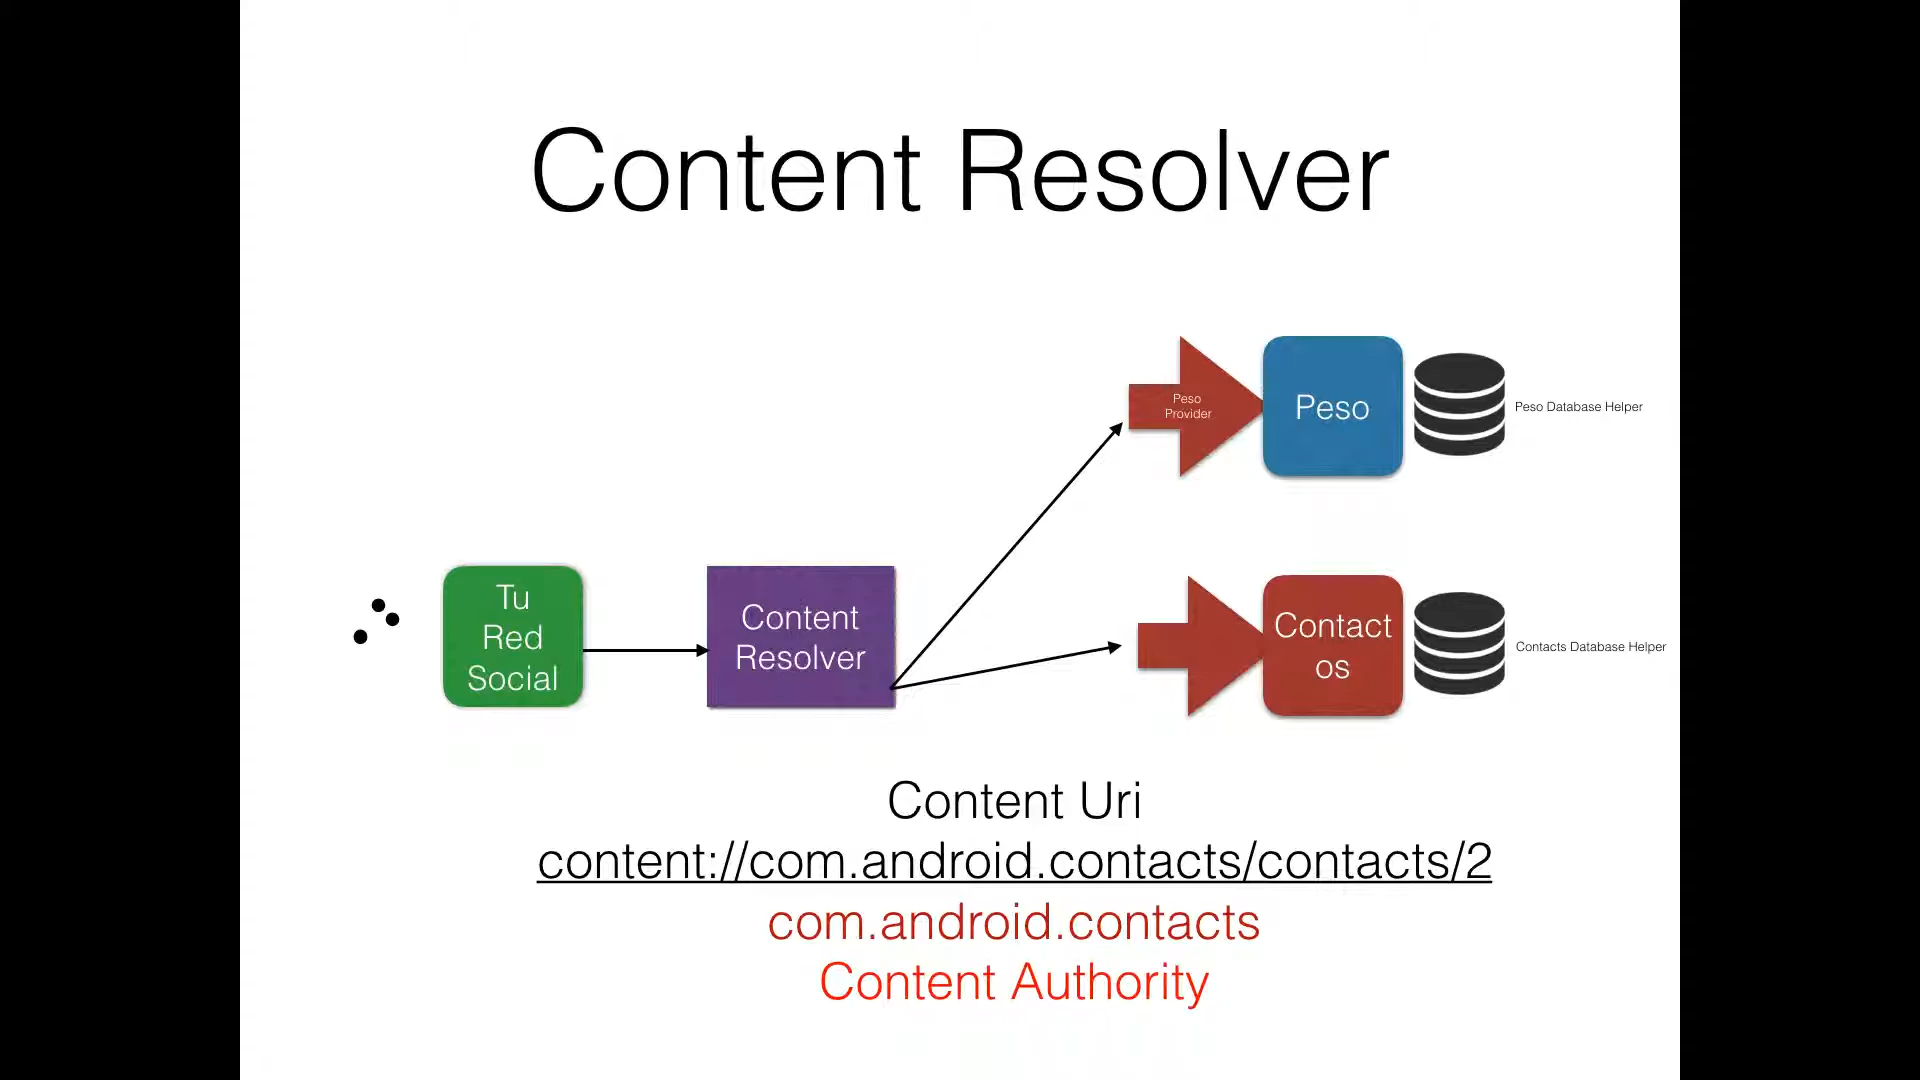 Content Resolver
Peso
Provider
Peso
Peso Database Helper
Tu
Red
Social
Content
Resolver
Contact
os
Contacts Database Helper
Content Uri
content://com.android.contacts/contacts/2
com.android.contacts
Content Authority